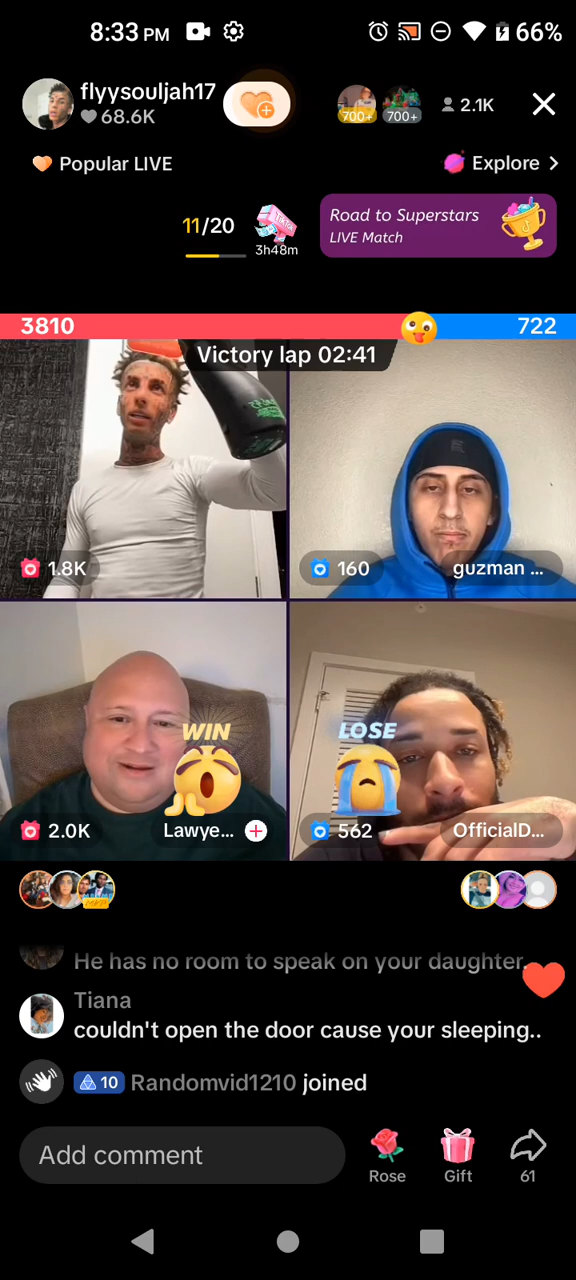 8:33 PM
66%
flyysouljah17
68.6K
700+
700+
2.1K
Popular LIVE
Explore >
11/20
TikTok
3h48m
Road to Superstars
LIVE Match
3810
722
Victory lap 02:41
1.8K
160
guzman ...
WIN
LOSE
2.0K
Lawye...
562
OfficialD...
He has no room to speak on your daughter.
Tiana
couldn't open the door cause your sleeping..
10 Randomvid1210 joined
Add comment
Rose
Gift
61